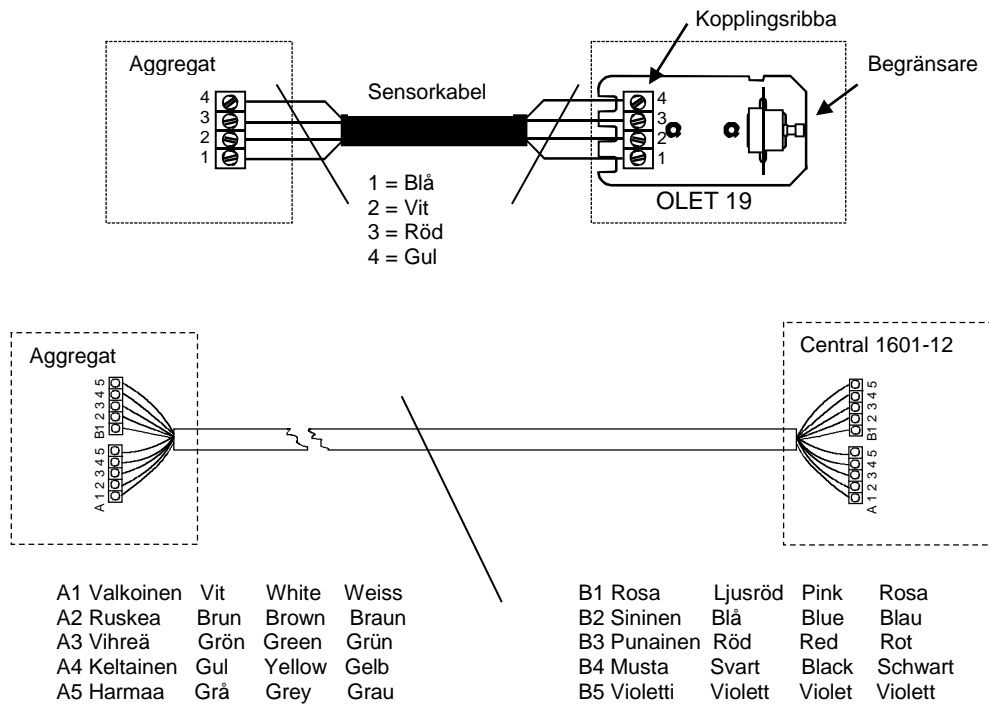 Kopplingsribba
Aggregat
Begränsare
Sensorkabel
4
3
2
1
4
3
2
1
1 = Blå
2 = Vit
3 = Röd
4 = Gul
OLET 19
Aggregat
Central 1601-12
B1 2 3 4 5
A 1 2 3 4 5
B1 2 3 4 5
A 1 2 3 4 5
A1 Valkoinen Vit White Weiss
A2 Ruskea Brun Brown Braun
A3 Vihreä Grön Green Grün
A4 Keltainen Gul Yellow Gelb
A5 Harmaa Grå Grey Grau
B1 Rosa Ljusröd Pink Rosa
B2 Sininen Blå Blue Blau
B3 Punainen Röd Red Rot
B4 Musta Svart Black Schwart
B5 Violetti Violett Violet Violett